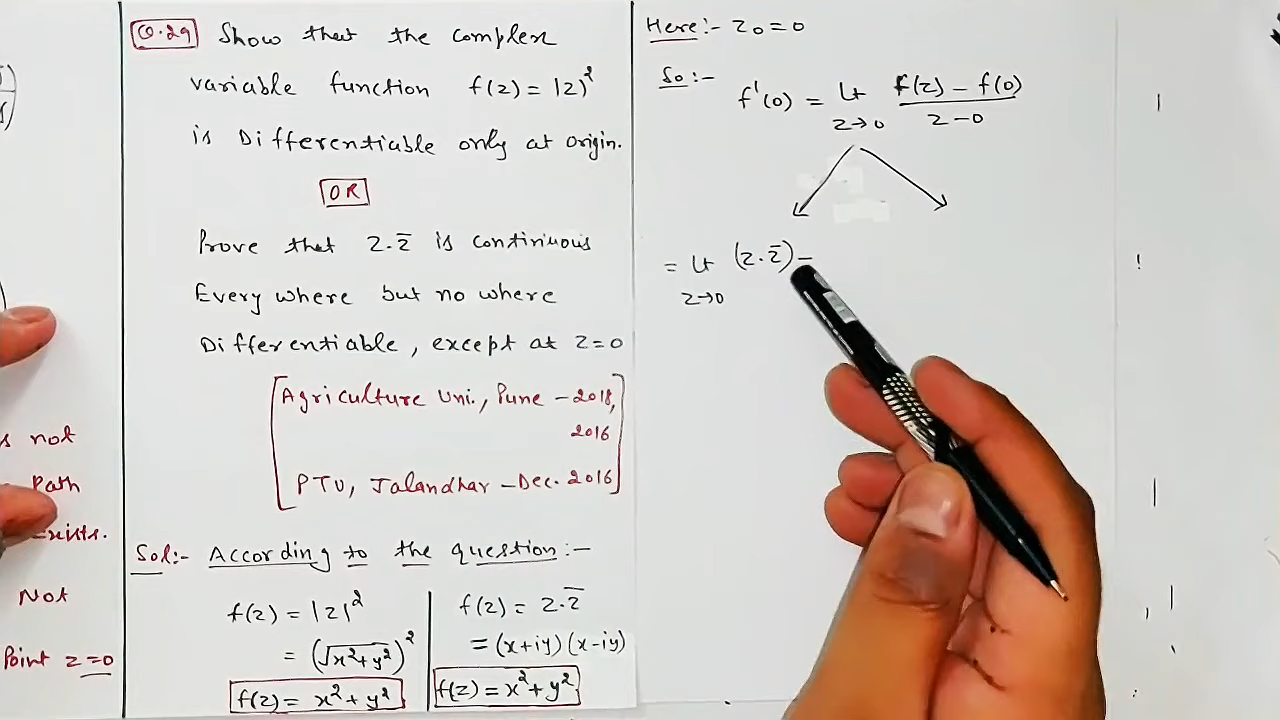 s not
Path
Exists.
Not
Point z=0
Q.29 Show that the complex
variable function f(z) = |z|²
is Differentiable only at origin.
OR
Prove that z.z̄ is continuous
Every where but no where
Differentiable, except at z=0
[Agriculture Uni., Pune - 2018,
2016
PTU, Jalandhar - Dec. 2016]
Sol:- According to the question:-
f(z) = |z|²
= (√x²+y²)²
f(z) = x²+y²
f(z) = z.z̄
= (x+iy)(x-iy)
f(z) = x²+y²
Here:- z₀=0
So:- f'(0) = Lt f(z) - f(0)
z→0 z-0
= Lt (z.z̄) -
z→0